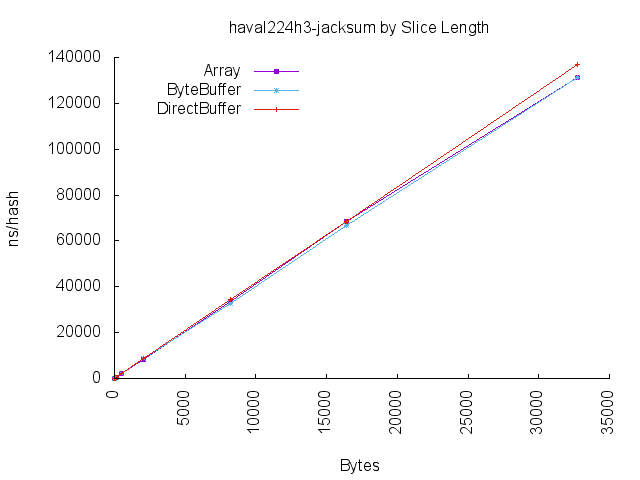 haval224h3-jacksum by Slice Length
140000
120000
100000
80000
60000
40000
20000
0
ns/hash
Array
ByteBuffer
DirectBuffer
0
5000
10000
15000
20000
25000
30000
35000
Bytes